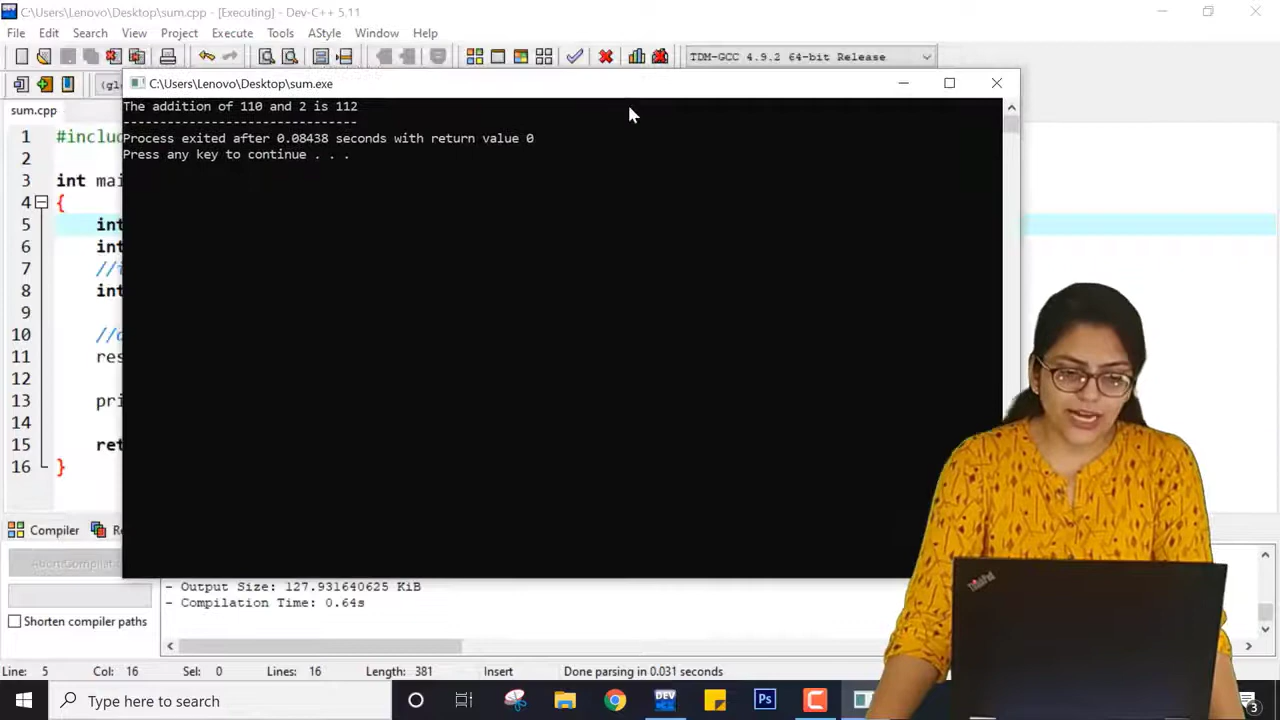 C:\Users\Lenovo\Desktop\sum.cpp - [Executing] - Dev-C++ 5.11
File Edit Search View Project Execute Tools AStyle Window Help
TDM-GCC 4.9.2 64-bit Release
(glo
C:\Users\Lenovo\Desktop\sum.exe
sum.cpp
The addition of 110 and 2 is 112
--------------------------------
Process exited after 0.08438 seconds with return value 0
Press any key to continue . . .
1 #includ
2
3 int mai
4 {
5 int
6 int
7 //i
8 int
9
10
11 res
12
13 pri
14
15 ret
16 }
Compiler Re
- Output Size: 127.931640625 KiB
- Compilation Time: 0.64s
Shorten compiler paths
Line: 5 Col: 16 Sel: 0 Lines: 16 Length: 381 Insert Done parsing in 0.031 seconds
ThinkPad
Type here to search
DEV
Ps
3